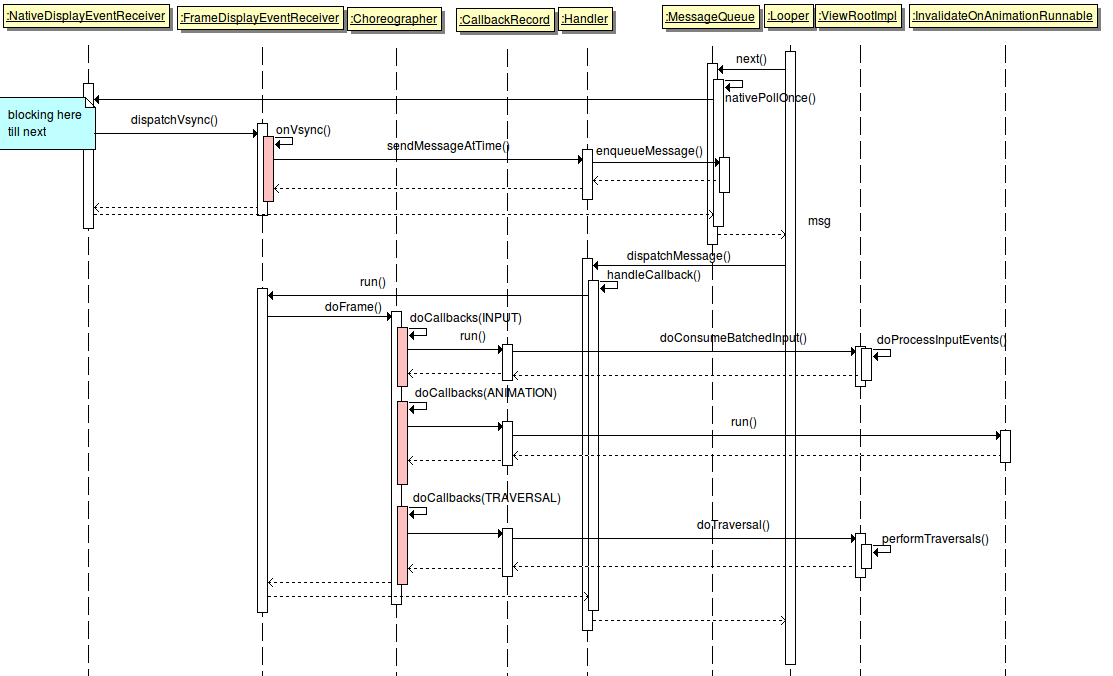 :NativeDisplayEventReceiver
:FrameDisplayEventReceiver
:Choreographer
:CallbackRecord
:Handler
:MessageQueue
:Looper
:ViewRootImpl
:InvalidateOnAnimationRunnable
next()
nativePollOnce()
blocking here
till next
dispatchVsync()
onVsync()
sendMessageAtTime()
enqueueMessage()
msg
dispatchMessage()
handleCallback()
run()
doFrame()
doCallbacks(INPUT)
run()
doConsumeBatchedInput()
doProcessInputEvents()
doCallbacks(ANIMATION)
run()
doCallbacks(TRAVERSAL)
doTraversal()
performTraversals()